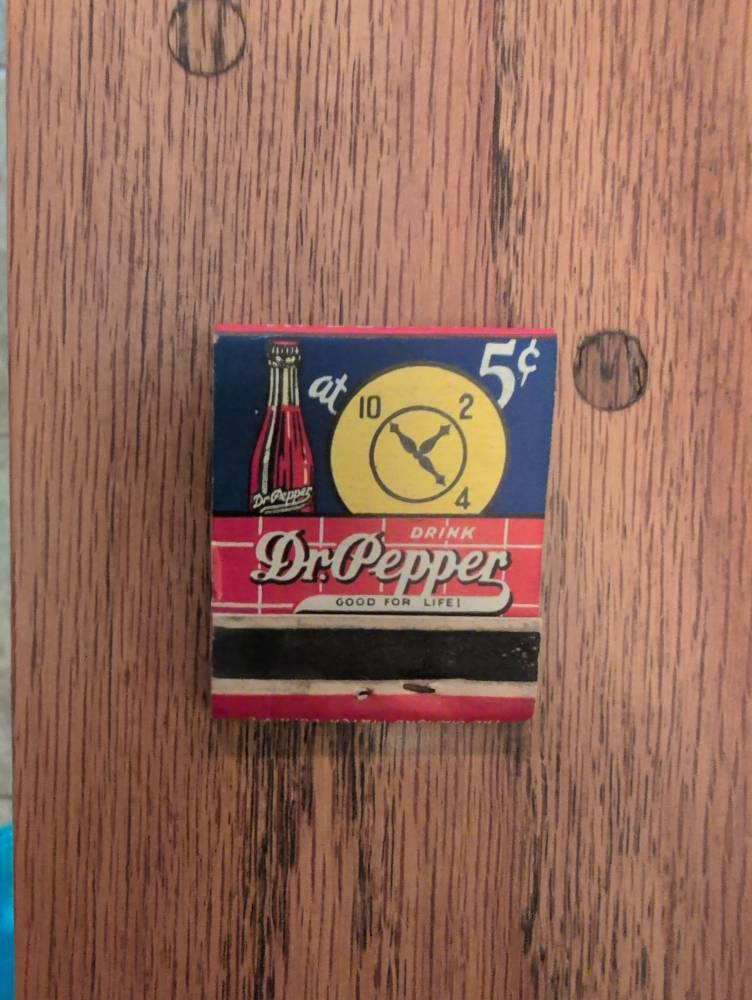 5¢
at
10 2
4
Dr.Pepper
DRINK
Dr.Pepper
GOOD FOR LIFE!